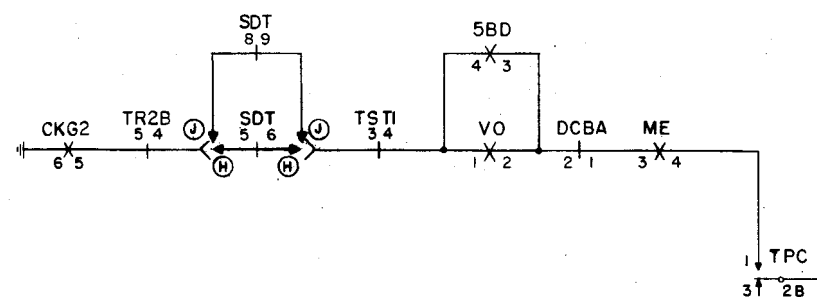 SDT
8 9
5BD
4 3
CKG2
6 5
TR2B
5 4
J
SDT
5 6
J
H
H
TST1
3 4
VO
1 2
DCBA
2 1
ME
3 4
1 TPC
3 2B